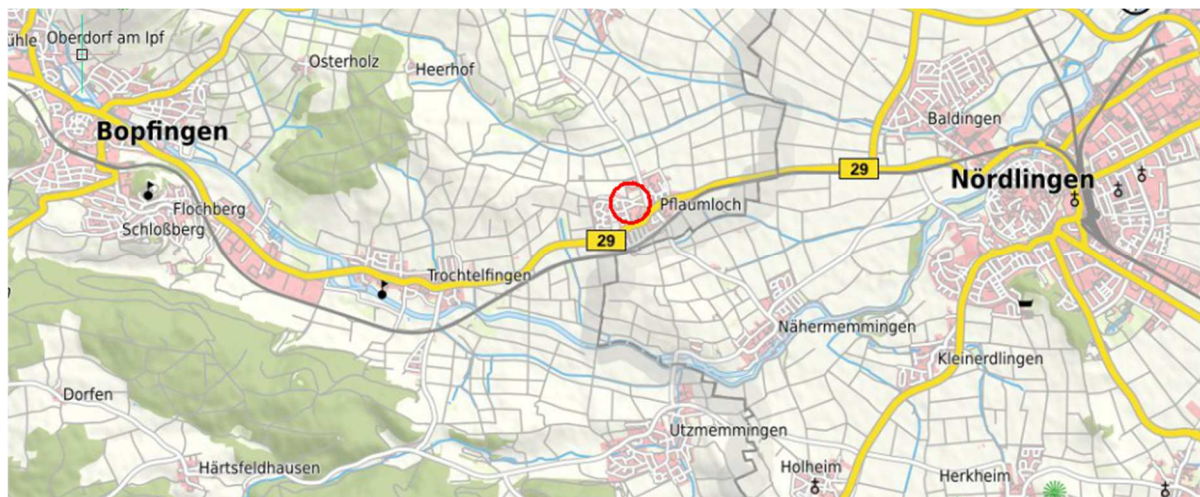 Oberdorf am Ipf
Osterholz
Heerhof
Bopfingen
Baldingen
29
Nördlingen
Flochberg
Schloßberg
Pflaumloch
29
Trochtelfingen
Nähermemmingen
Kleinerdlingen
Dorfen
Utzmemmingen
Härtsfeldhausen
Holheim
Herkheim